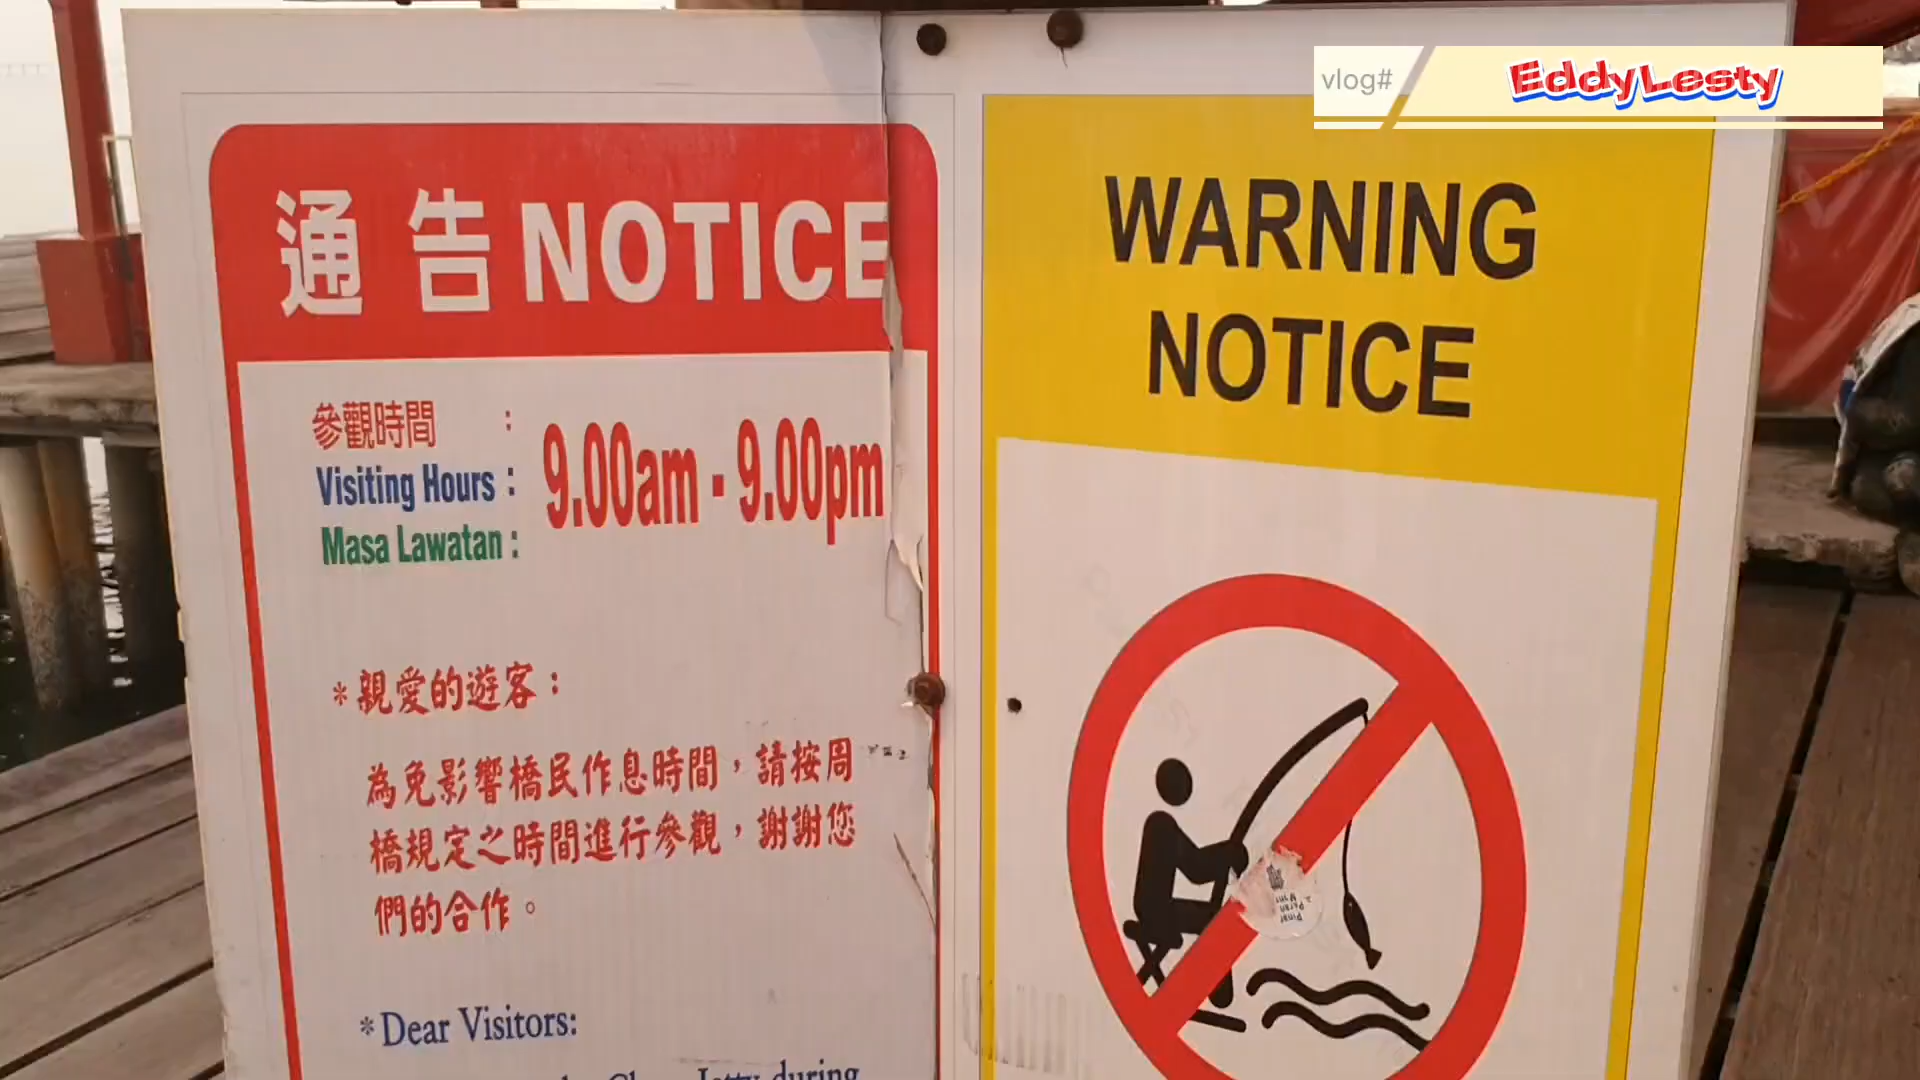 vlog# EddyLesty
通告 NOTICE
參觀時間 :
Visiting Hours :
Masa Lawatan :
9.00am - 9.00pm
*親愛的遊客：
為免影響橋民作息時間，請按周
橋規定之時間進行參觀，謝謝您
們的合作。
*Dear Visitors:
Jetty during
WARNING
NOTICE